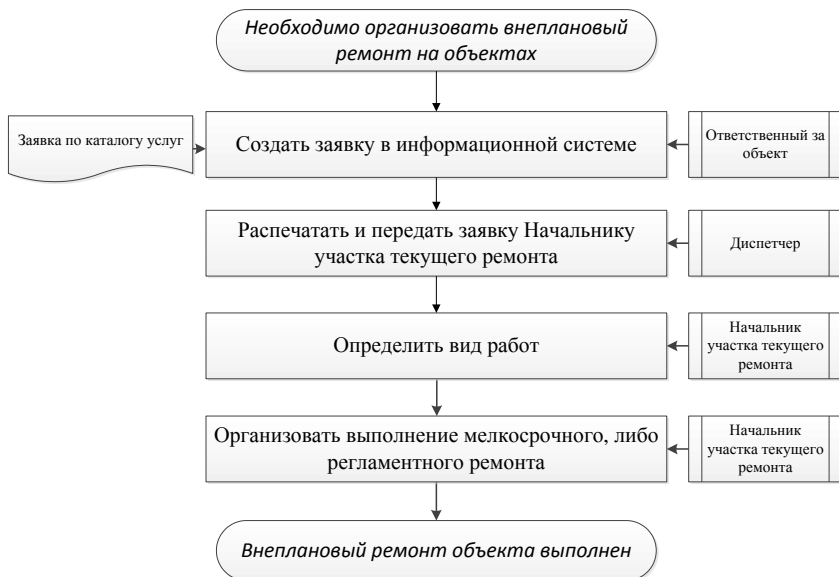 Необходимо организовать внеплановый
ремонт на объектах
Заявка по каталогу услуг
Создать заявку в информационной системе
Ответственный за
объект
Распечатать и передать заявку Начальнику
участка текущего ремонта
Диспетчер
Определить вид работ
Начальник
участка текущего
ремонта
Организовать выполнение мелкосрочного, либо
регламентного ремонта
Начальник
участка текущего
ремонта
Внеплановый ремонт объекта выполнен